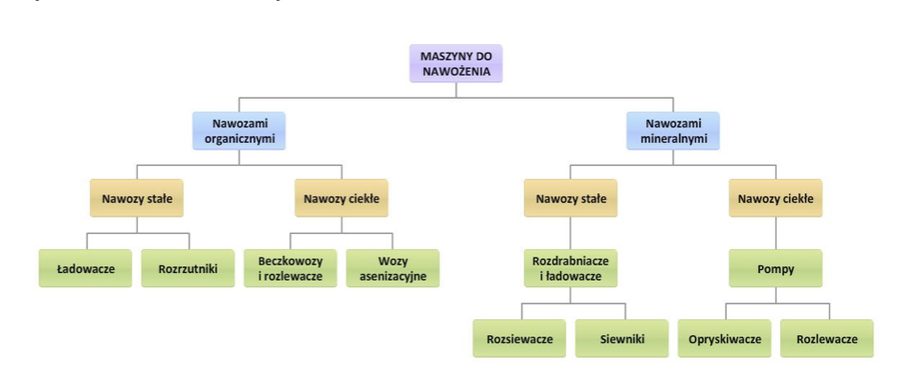 MASZYNY DO
NAWOŻENIA
Nawozami
organicznymi
Nawozami
mineralnymi
Nawozy stałe
Nawozy ciekłe
Nawozy stałe
Nawozy ciekłe
Ładowacze
Rozrzutniki
Beczkowozy
i rozlewacze
Wozy
asenizacyjne
Rozdrabniacze
i ładowacze
Pompy
Rozsiewacze
Siewniki
Opryskiwacze
Rozlewacze